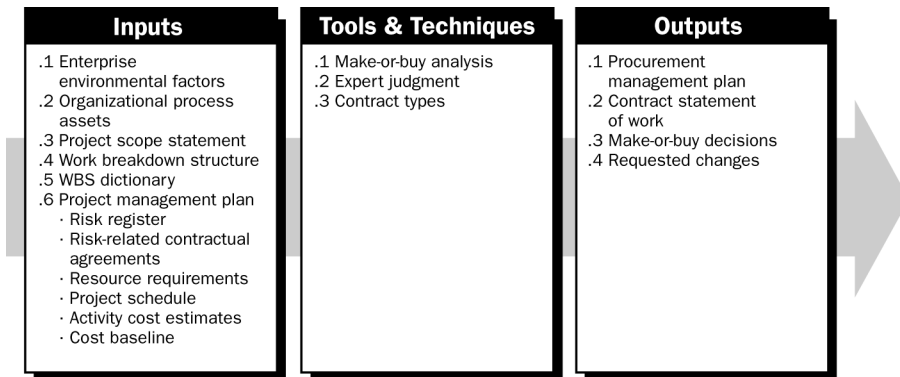 Inputs
.1 Enterprise
environmental factors
.2 Organizational process
assets
.3 Project scope statement
.4 Work breakdown structure
.5 WBS dictionary
.6 Project management plan
· Risk register
· Risk-related contractual
agreements
· Resource requirements
· Project schedule
· Activity cost estimates
· Cost baseline
Tools & Techniques
.1 Make-or-buy analysis
.2 Expert judgment
.3 Contract types
Outputs
.1 Procurement
management plan
.2 Contract statement
of work
.3 Make-or-buy decisions
.4 Requested changes